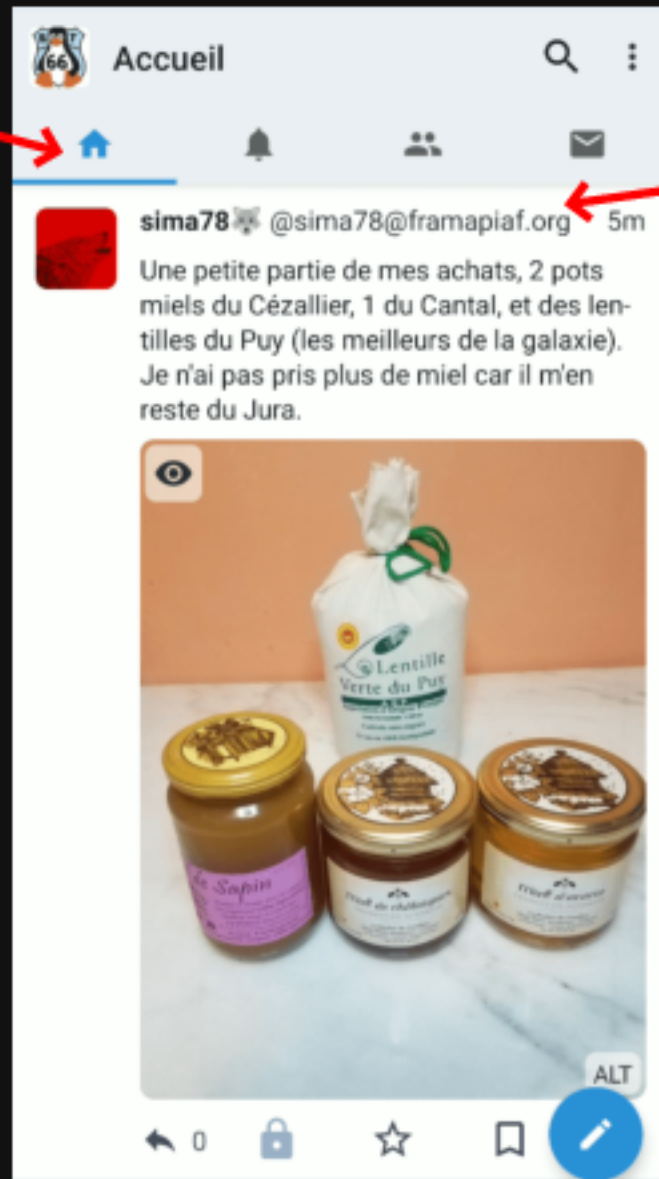 66
Accueil
sima78 @sima78@framapiaf.org 5m
Une petite partie de mes achats, 2 pots
miels du Cézallier, 1 du Cantal, et des len-
tilles du Puy (les meilleurs de la galaxie).
Je n'ai pas pris plus de miel car il m'en
reste du Jura.
Lentille
Verte du Puy
de Sapin
Miel de châtaignier
Miel d'acacia
ALT
0